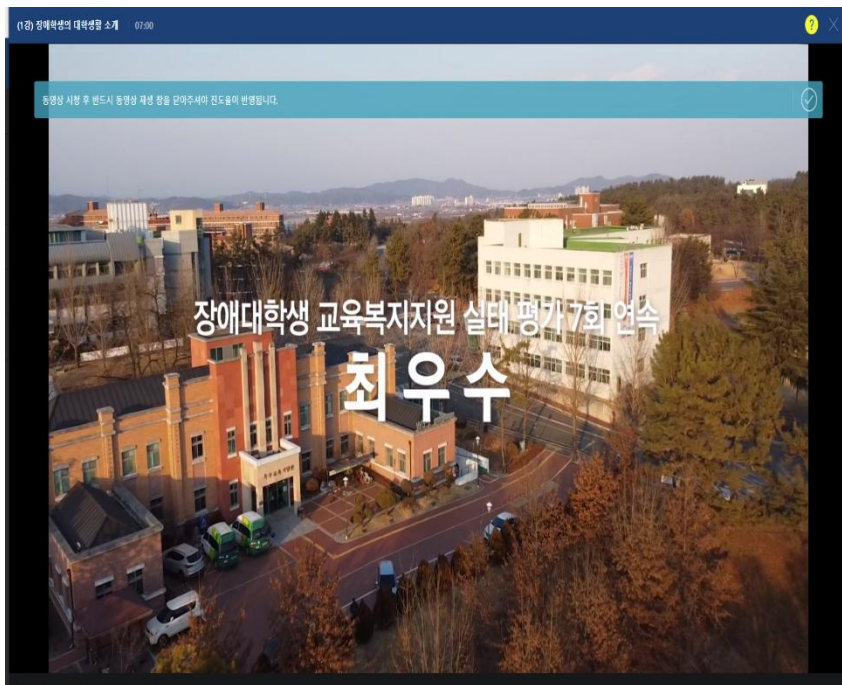 (1강) 장애학생의 대학생활 소개 07:00
?
동영상 시청 후 반드시 동영상 재생 창을 닫아주셔야 진도율이 반영됩니다.
장애대학생 교육복지지원 실태 평가 7회 연속
최우수